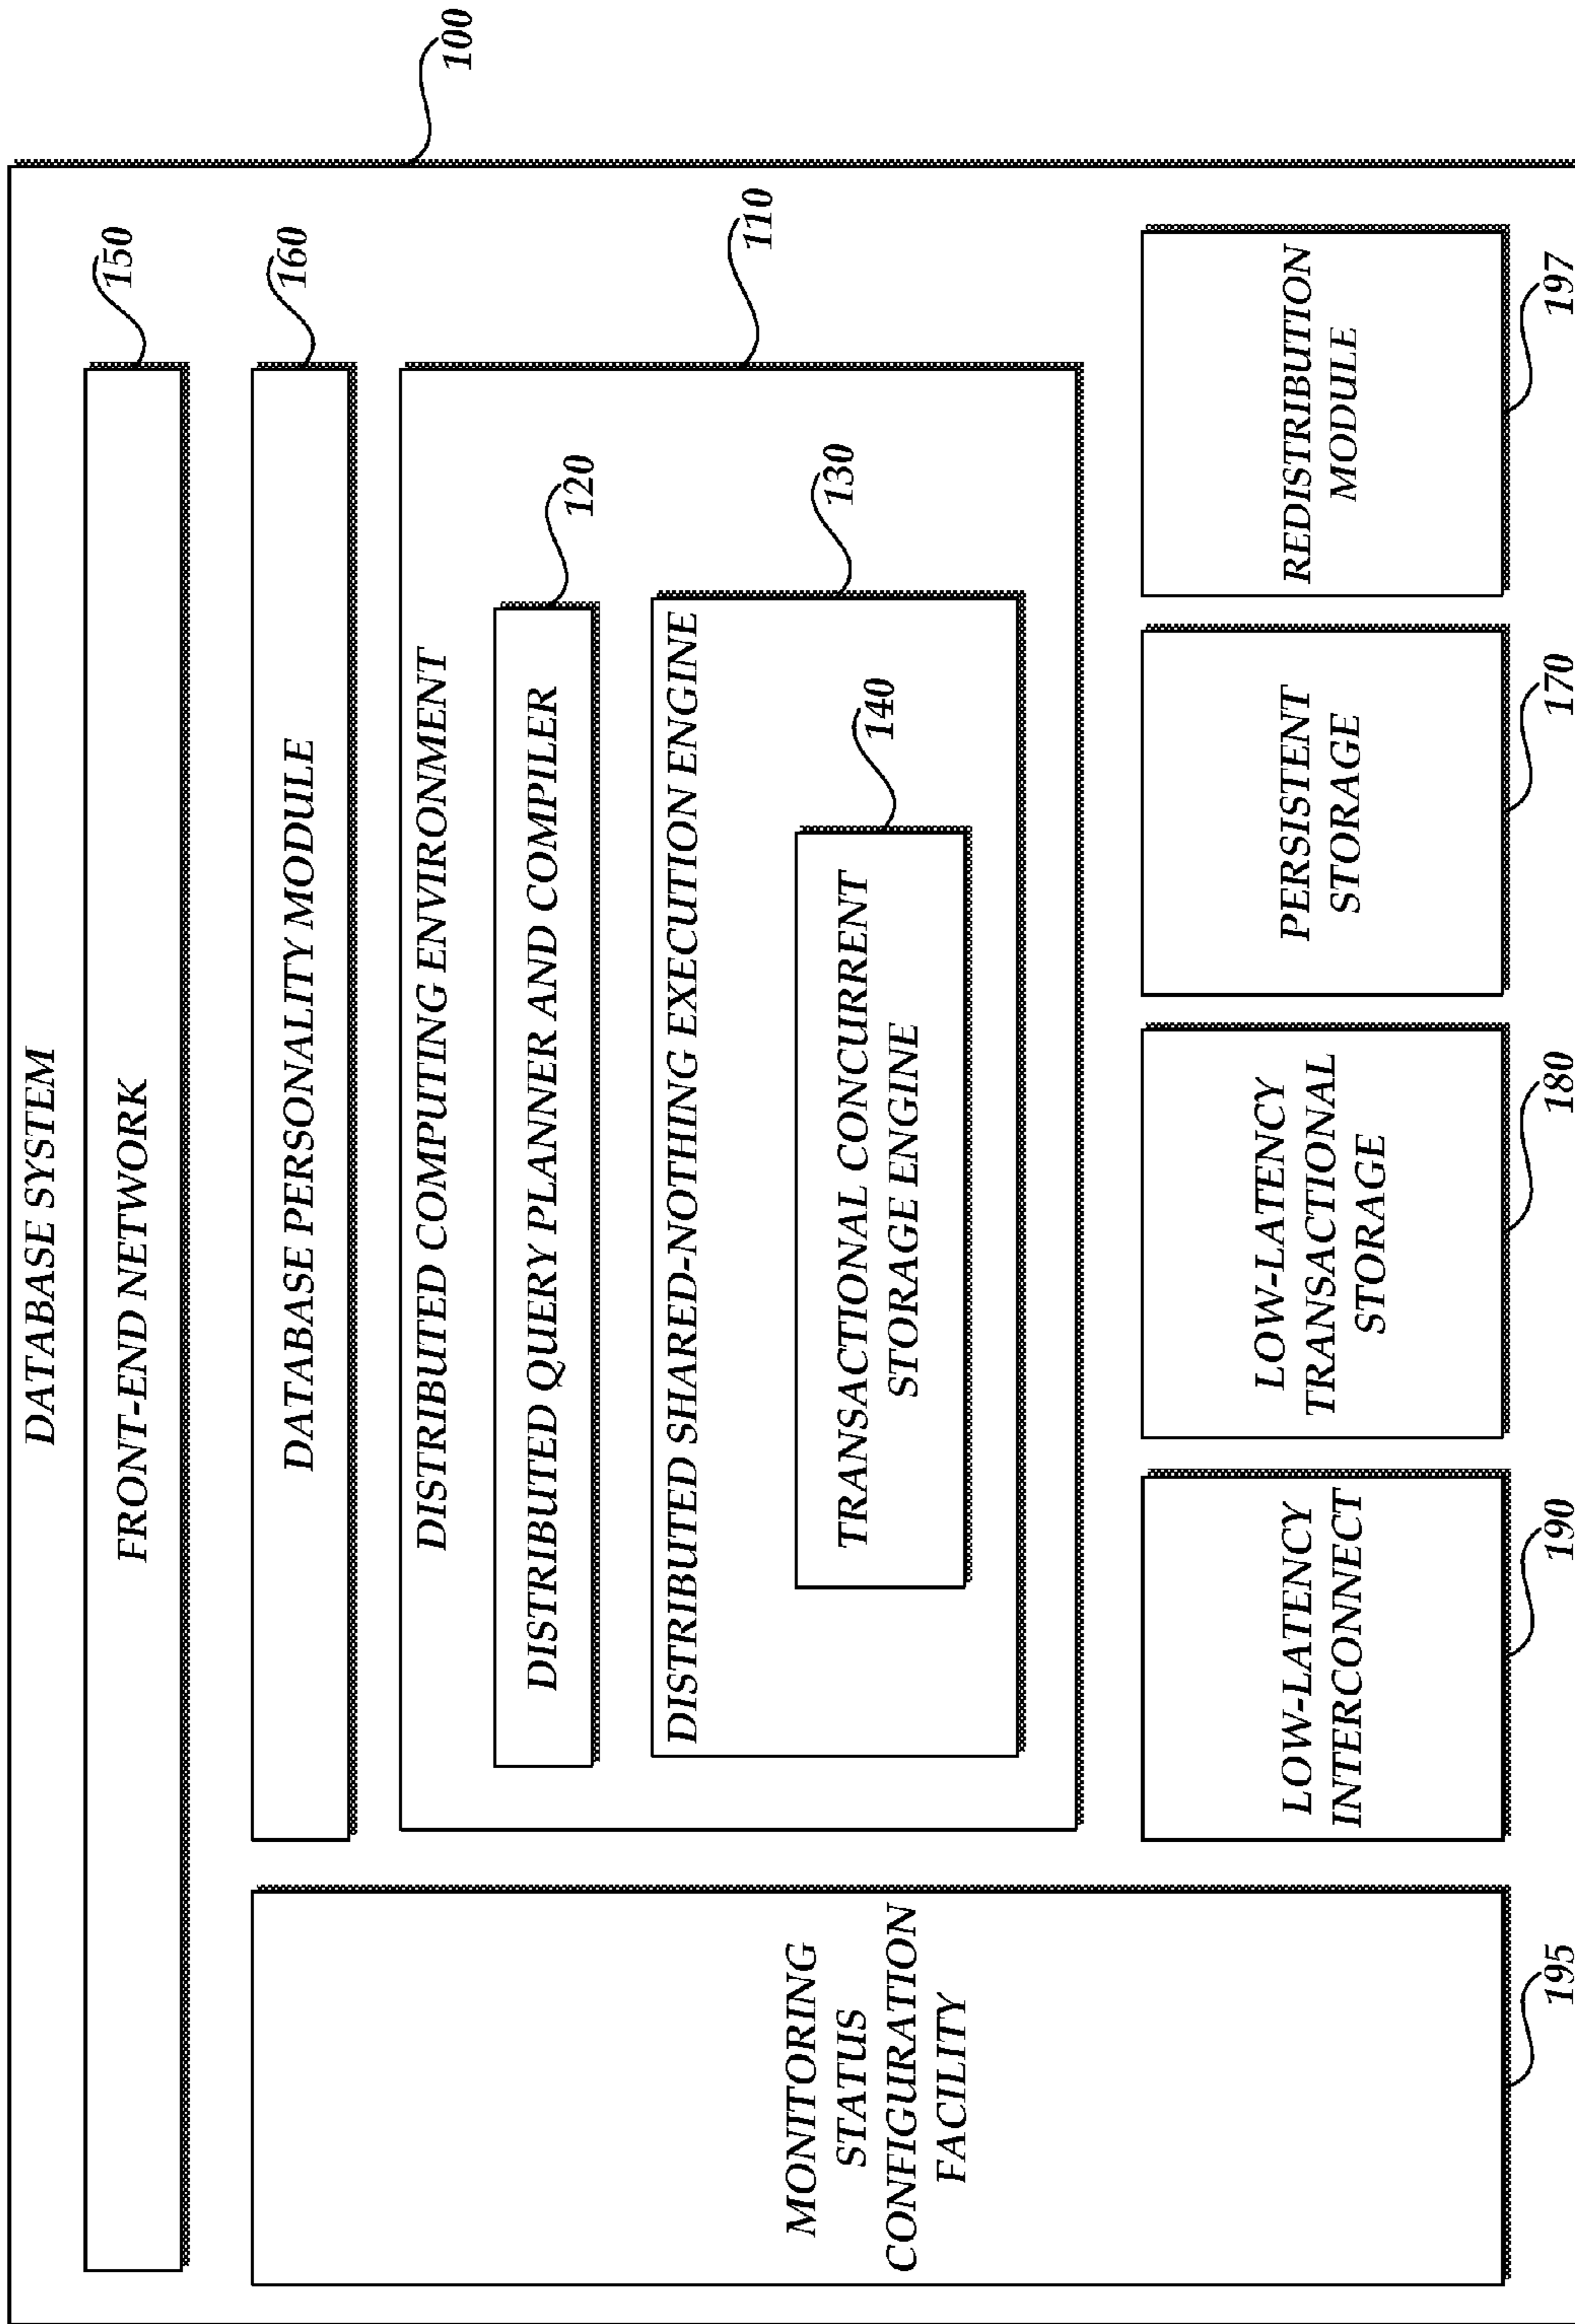 DATABASE SYSTEM
100
FRONT-END NETWORK
150
DATABASE PERSONALITY MODULE
160
DISTRIBUTED COMPUTING ENVIRONMENT
110
DISTRIBUTED QUERY PLANNER AND COMPILER
120
DISTRIBUTED SHARED-NOTHING EXECUTION ENGINE
130
TRANSACTIONAL CONCURRENT
STORAGE ENGINE
140
MONITORING
STATUS
CONFIGURATION
FACILITY
195
LOW-LATENCY
INTERCONNECT
190
LOW-LATENCY
TRANSACTIONAL
STORAGE
180
PERSISTENT
STORAGE
170
REDISTRIBUTION
MODULE
197